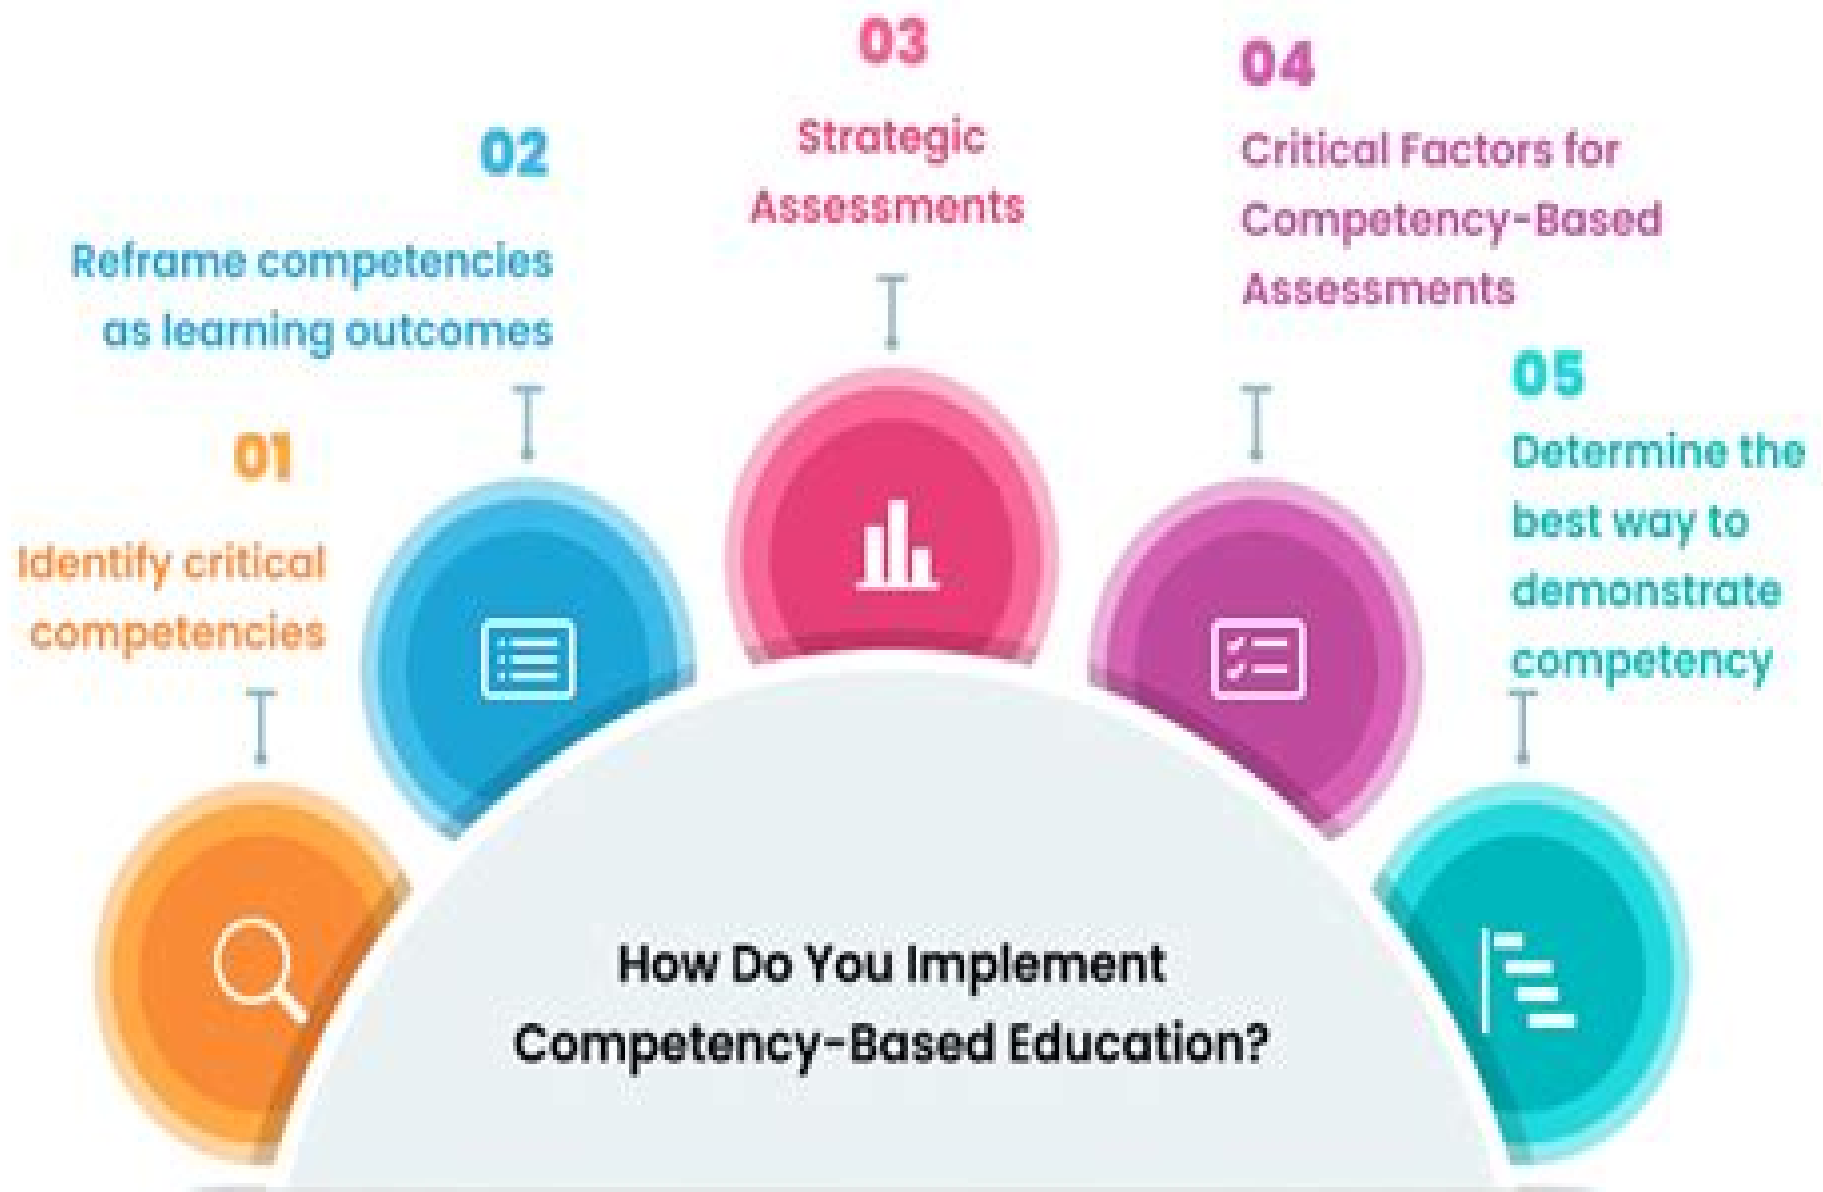 01
Identify critical
competencies
02
Reframe competencies
as learning outcomes
03
Strategic
Assessments
04
Critical Factors for
Competency-Based
Assessments
05
Determine the
best way to
demonstrate
competency
How Do You Implement
Competency-Based Education?